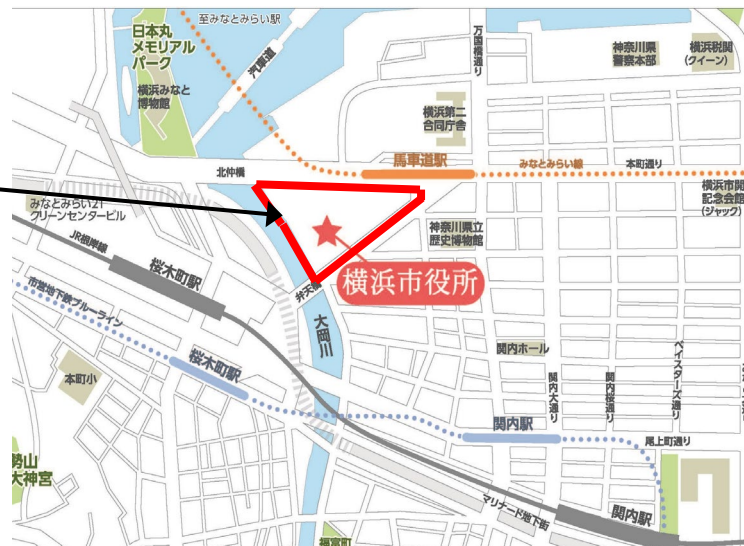 至みなとみらい駅
日本丸
メモリアル
パーク
汽車道
万国橋通り
神奈川県
警察本部
横浜税関
(クイーン)
横浜みなと
博物館
横浜第二
合同庁舎
北仲橋
馬車道駅
みなとみらい線
本町通り
みなとみらい21
クリーンセンタービル
横浜市開
記念会館
(ジャック)
JR根岸線
神奈川県立
歴史博物館
桜木町駅
横浜市役所
弁天橋
市営地下鉄ブルーライン
大岡川
桜木町駅
関内ホール
本町小
関内大通り
関内桜通り
ベイスターズ通り
関内駅
尾上町通り
勢山
大神宮
マリナード地下街
関内駅
福富町